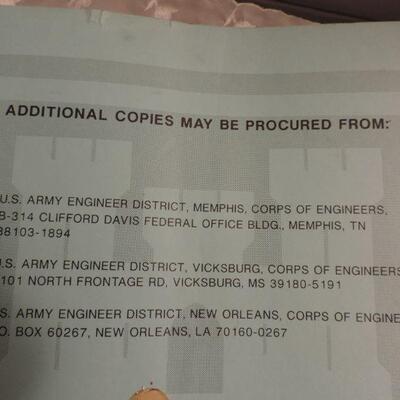 ADDITIONAL COPIES MAY BE PROCURED FROM:
U.S. ARMY ENGINEER DISTRICT, MEMPHIS, CORPS OF ENGINEERS,
B-314 CLIFFORD DAVIS FEDERAL OFFICE BLDG., MEMPHIS, TN
38103-1894
U.S. ARMY ENGINEER DISTRICT, VICKSBURG, CORPS OF ENGINEERS
101 NORTH FRONTAGE RD, VICKSBURG, MS 39180-5191
S. ARMY ENGINEER DISTRICT, NEW ORLEANS, CORPS OF ENGINE
O. BOX 60267, NEW ORLEANS, LA 70160-0267